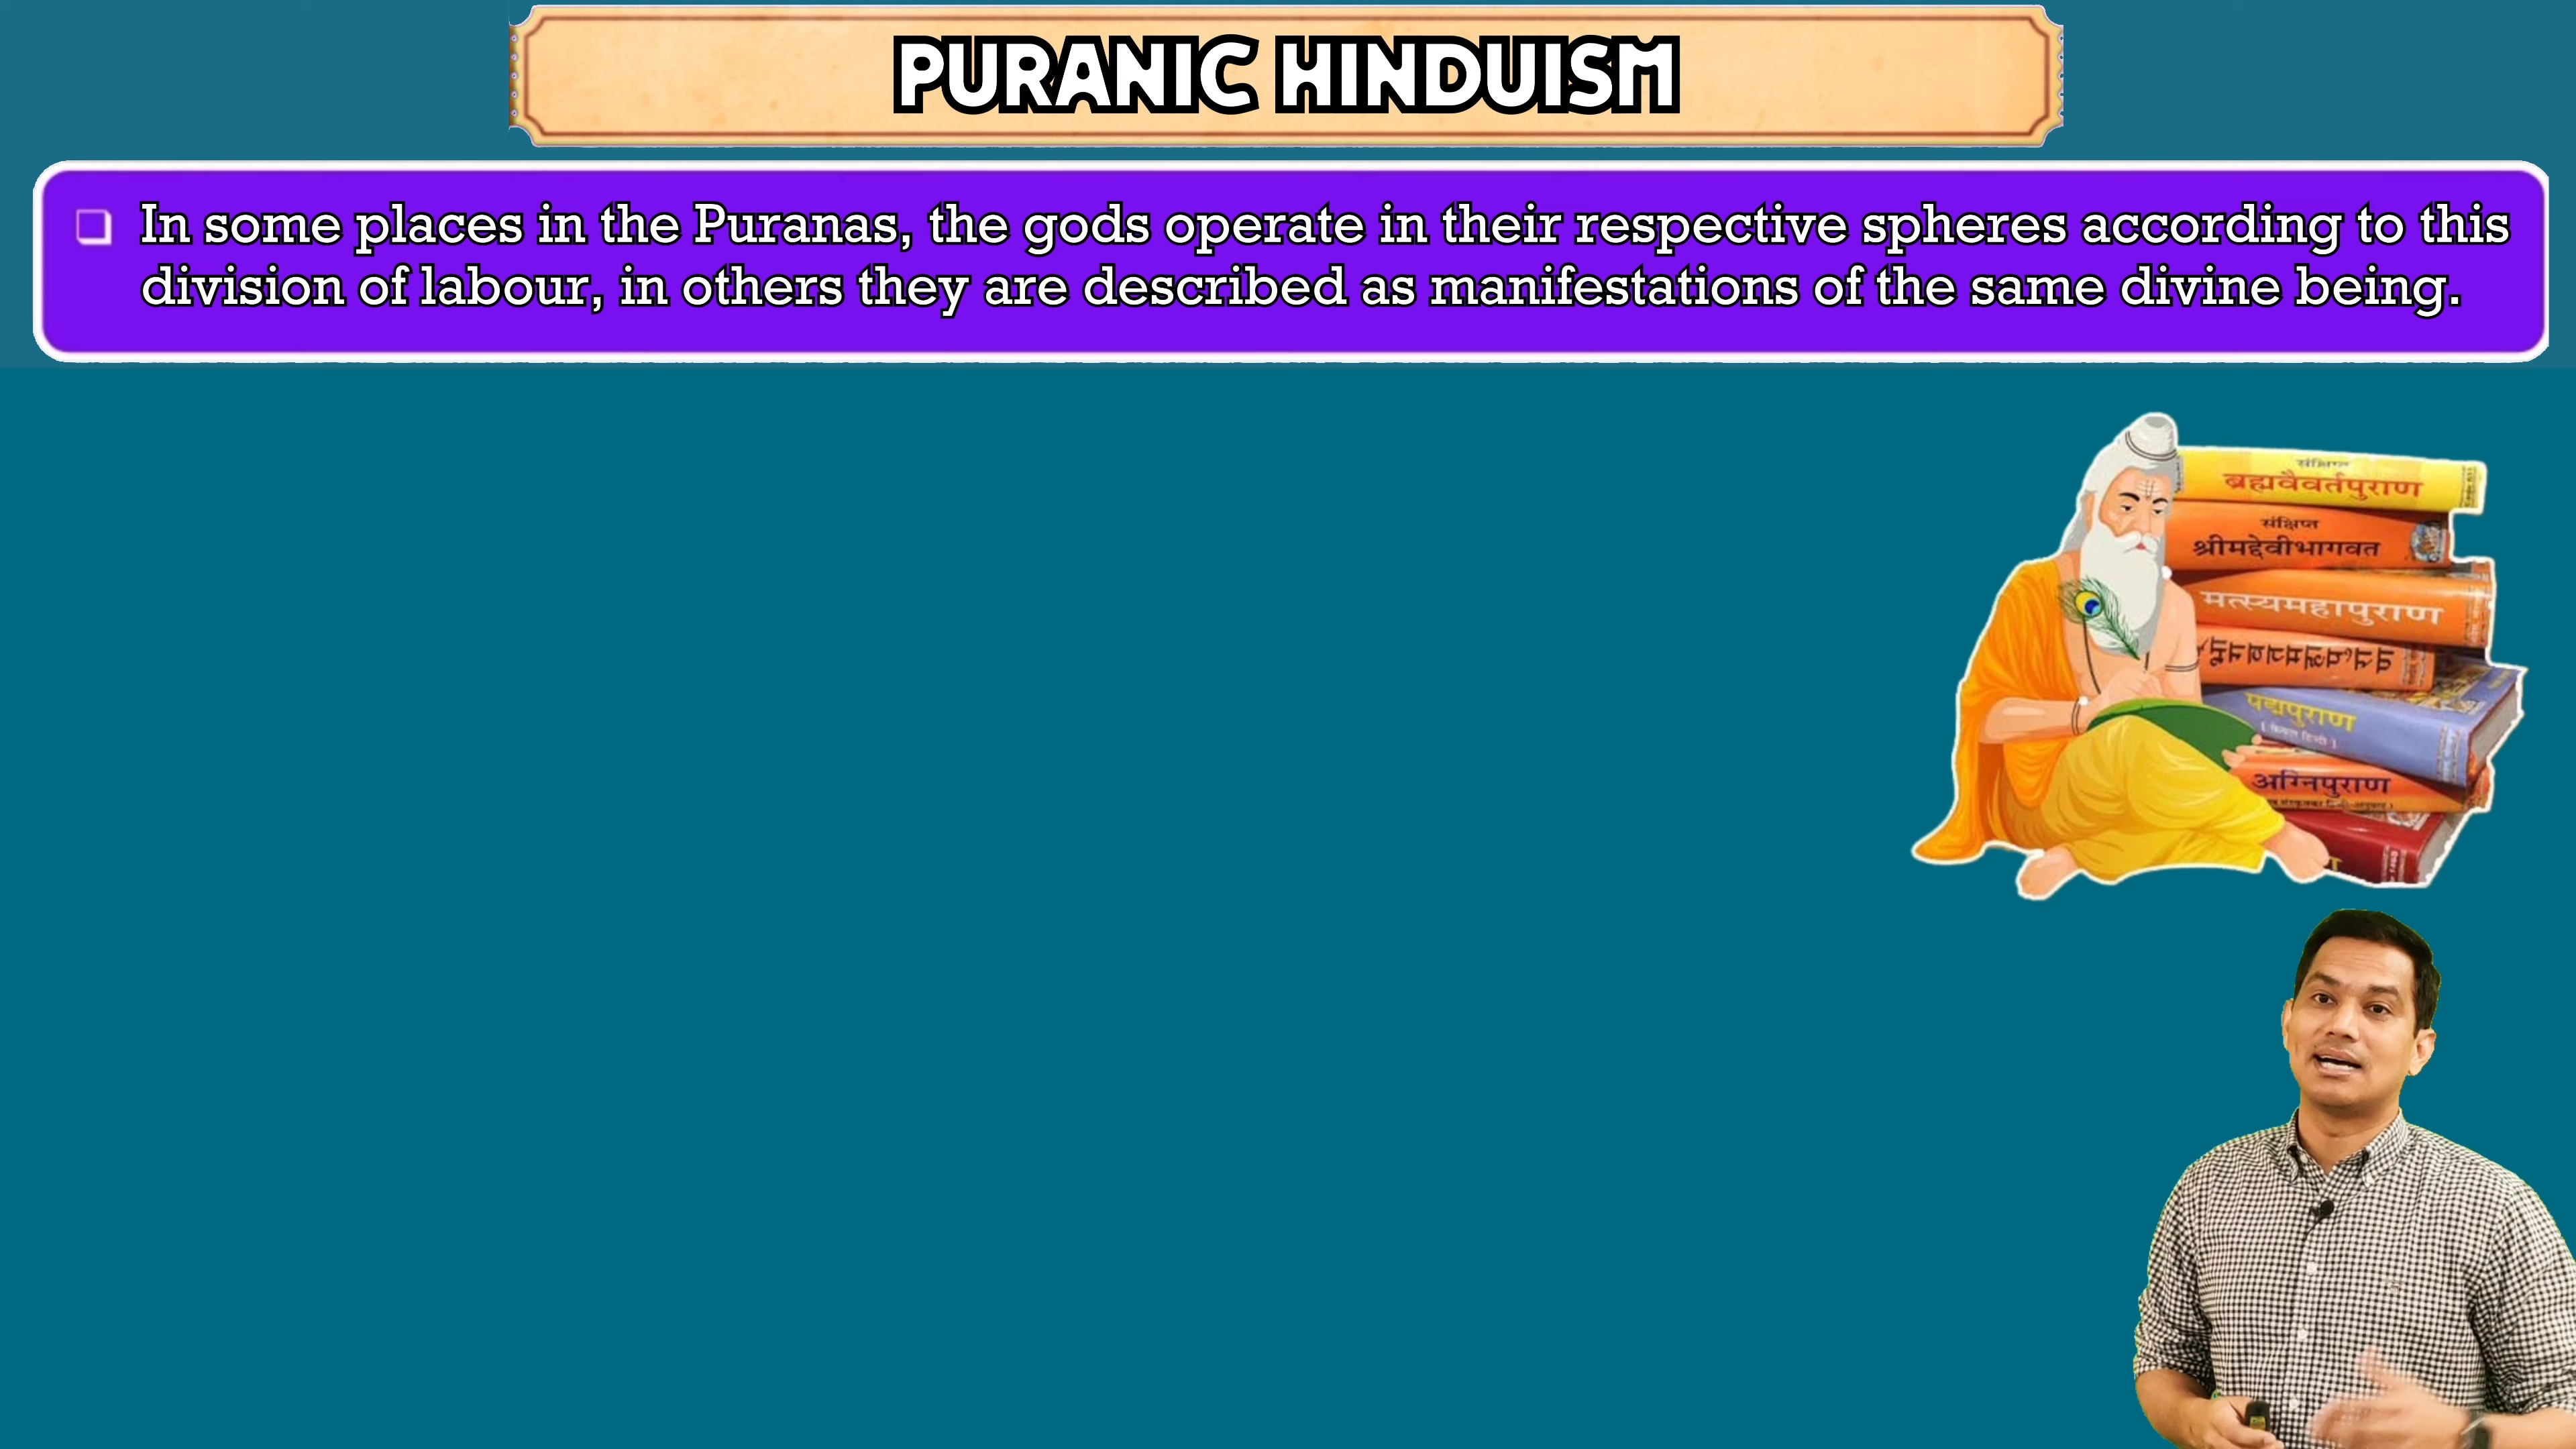 PURANIC HINDUISM
In some places in the Puranas, the gods operate in their respective spheres according to this
division of labour, in others they are described as manifestations of the same divine being.
संक्षिप्त
ब्रह्मवैवर्तपुराण
संक्षिप्त
श्रीमद्देवीभागवत
मत्स्यमहापुराण
पद्मपुराण
[ केवल हिन्दी ]
अग्निपुराण